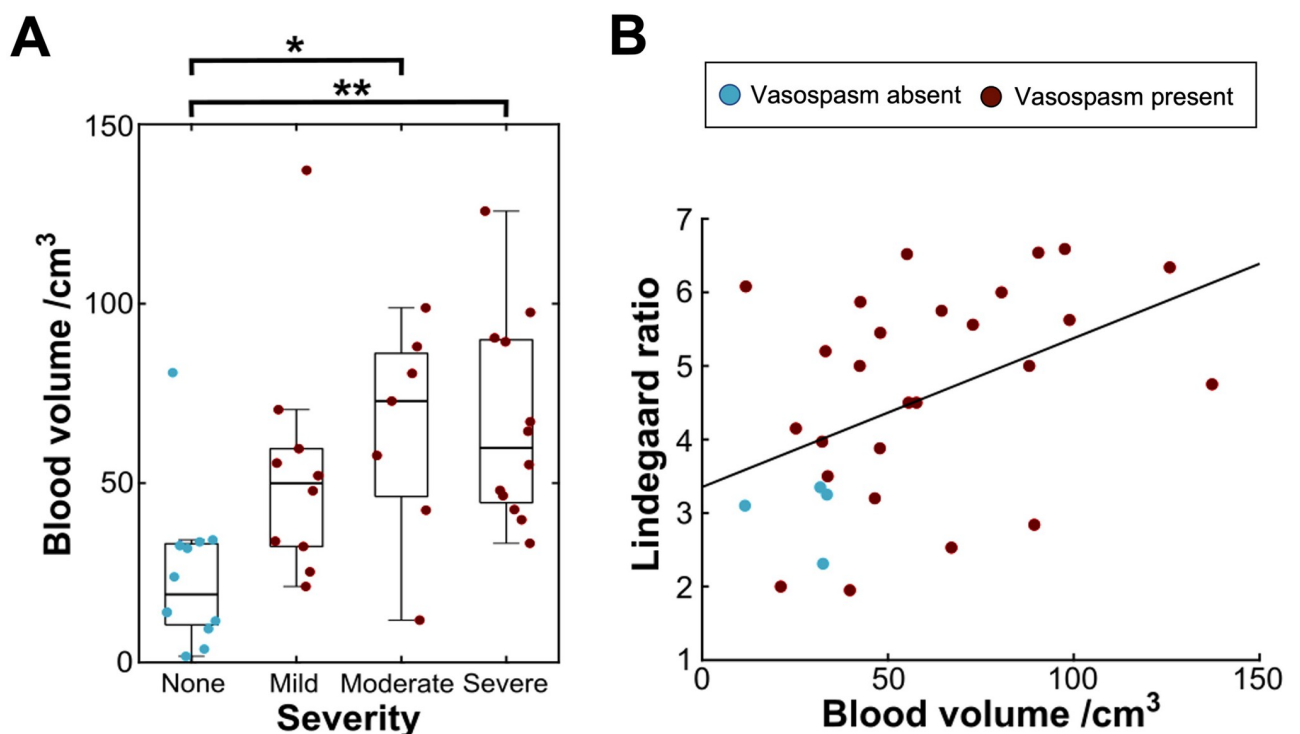 A
*
**
150
100
50
0
Blood volume /cm³
None Mild Moderate Severe
Severity
B
Vasospasm absent Vasospasm present
7
6
5
4
3
2
1
Lindegaard ratio
0 50 100 150
Blood volume /cm³